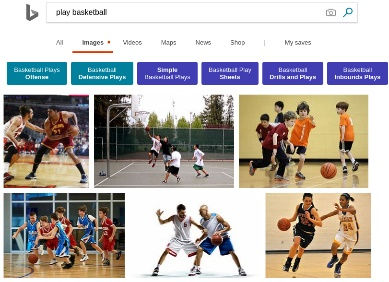 play basketball
All Images Videos Maps News Shop | My saves
Basketball Plays Offense
Basketball Defensive Plays
Simple Basketball Plays
Basketball Play Sheets
Basketball Drills and Plays
Basketball Inbounds Plays